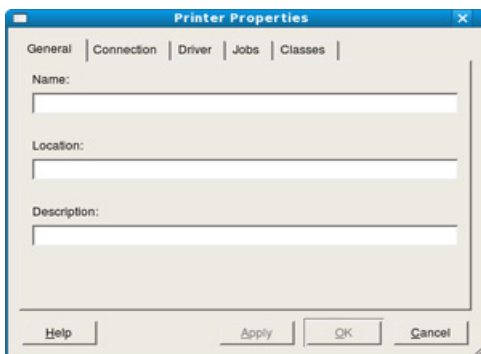 Printer Properties
General Connection Driver Jobs Classes
Name:
Location:
Description:
Help Apply OK Cancel